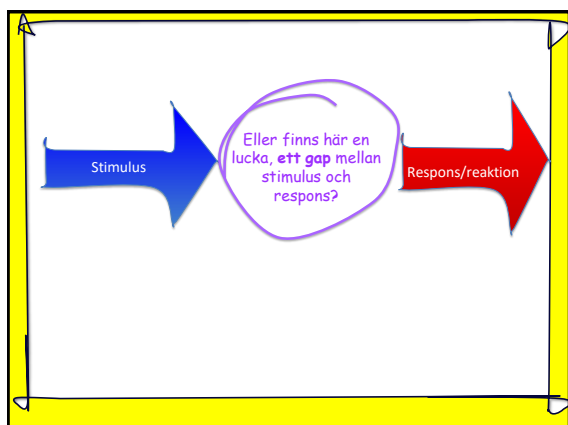 Stimulus
Eller finns här en
lucka, ett gap mellan
stimulus och
respons?
Respons/reaktion